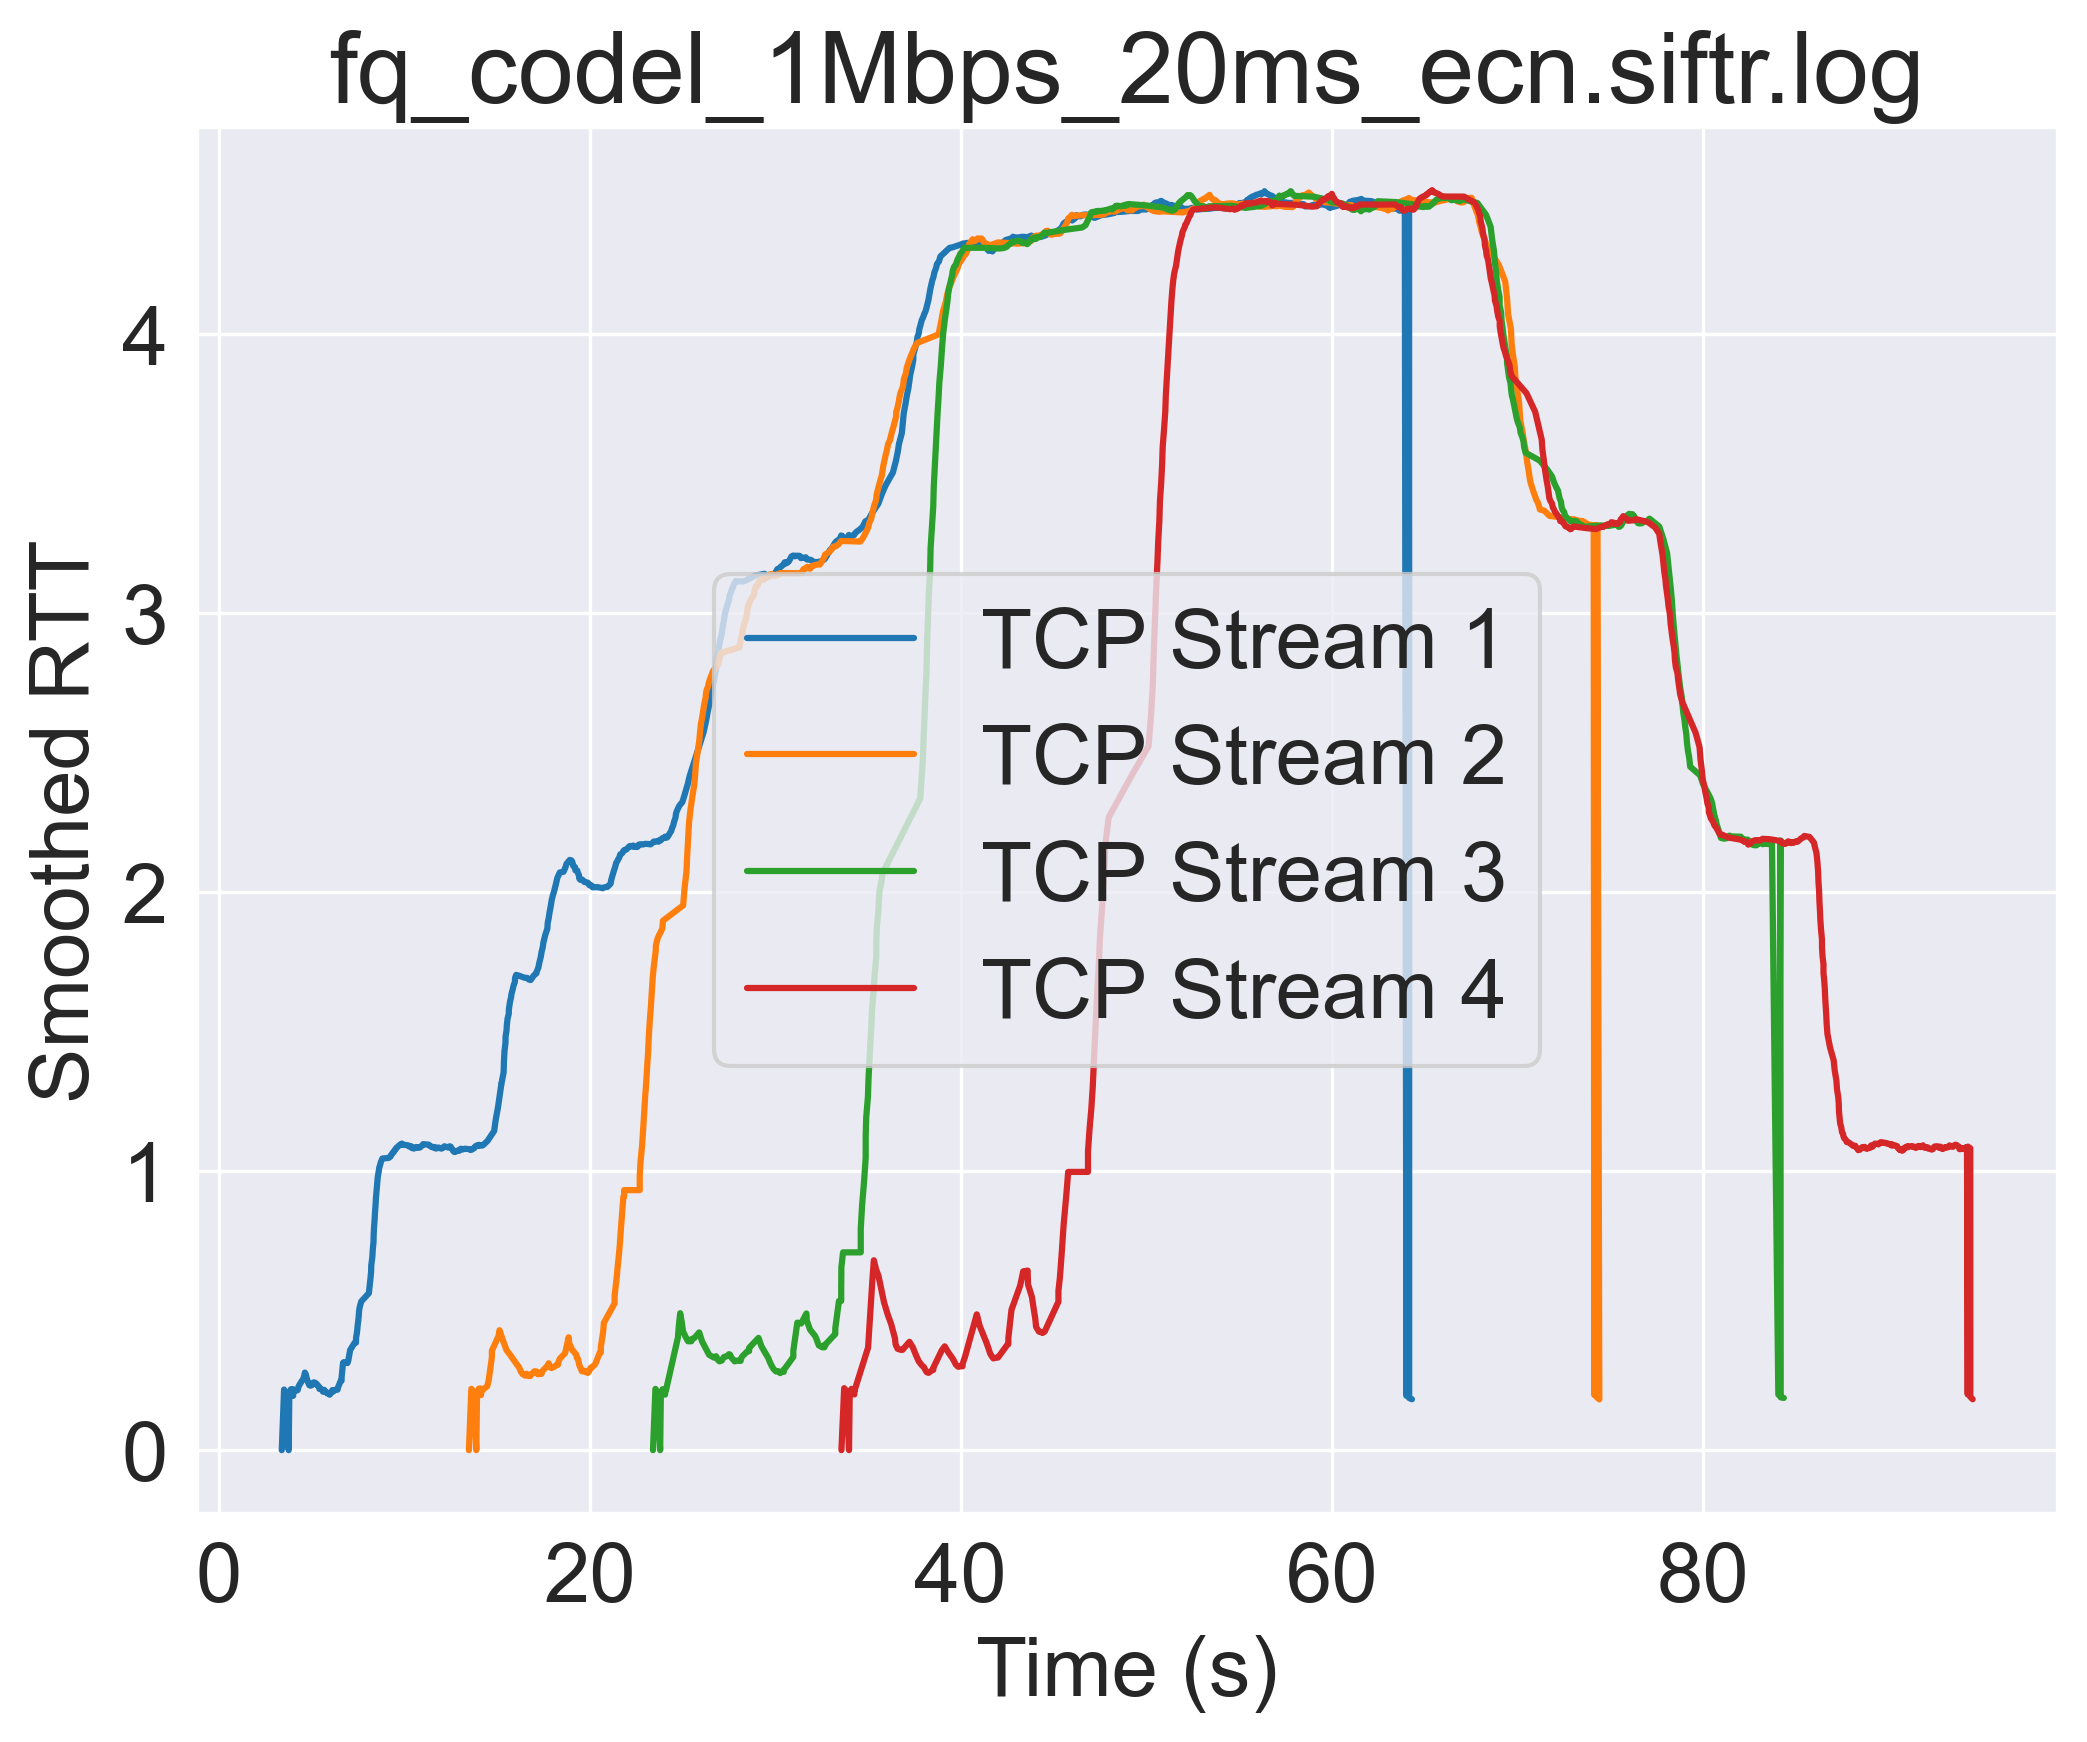 fq_codel_1Mbps_20ms_ecn.siftr.log
Smoothed RTT
4
3
2
1
0
TCP Stream 1
TCP Stream 2
TCP Stream 3
TCP Stream 4
0 20 40 60 80
Time (s)